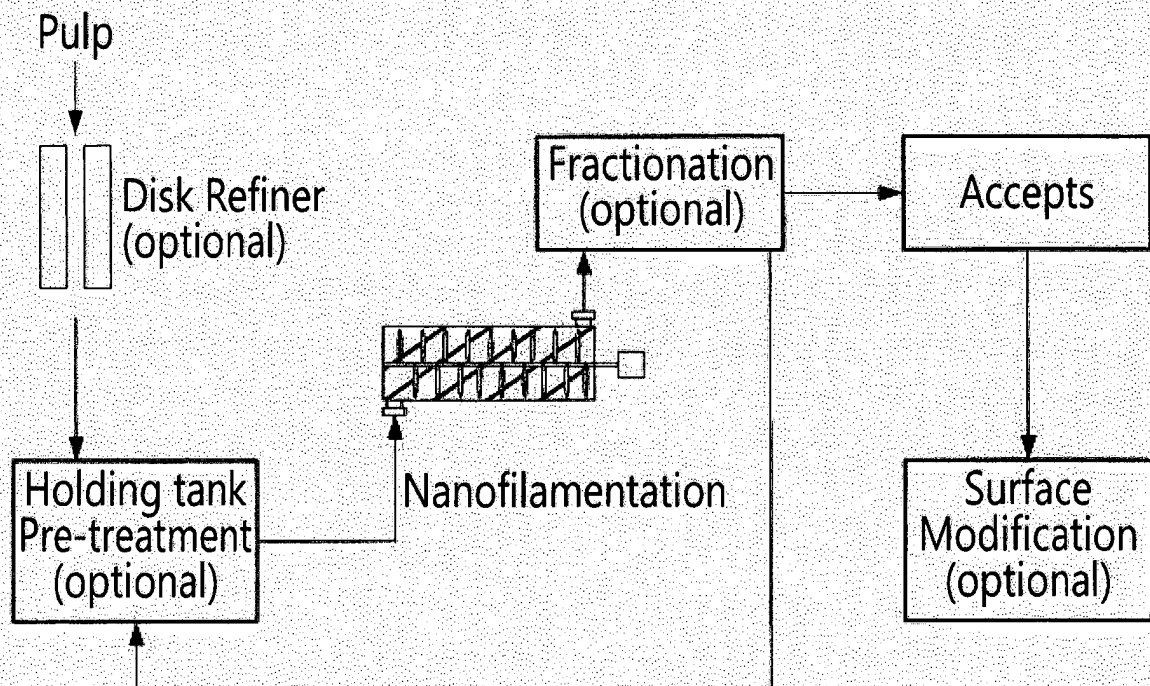 Pulp
Disk Refiner
(optional)
Fractionation
(optional)
Accepts
Nanofilamentation
Holding tank
Pre-treatment
(optional)
Surface
Modification
(optional)